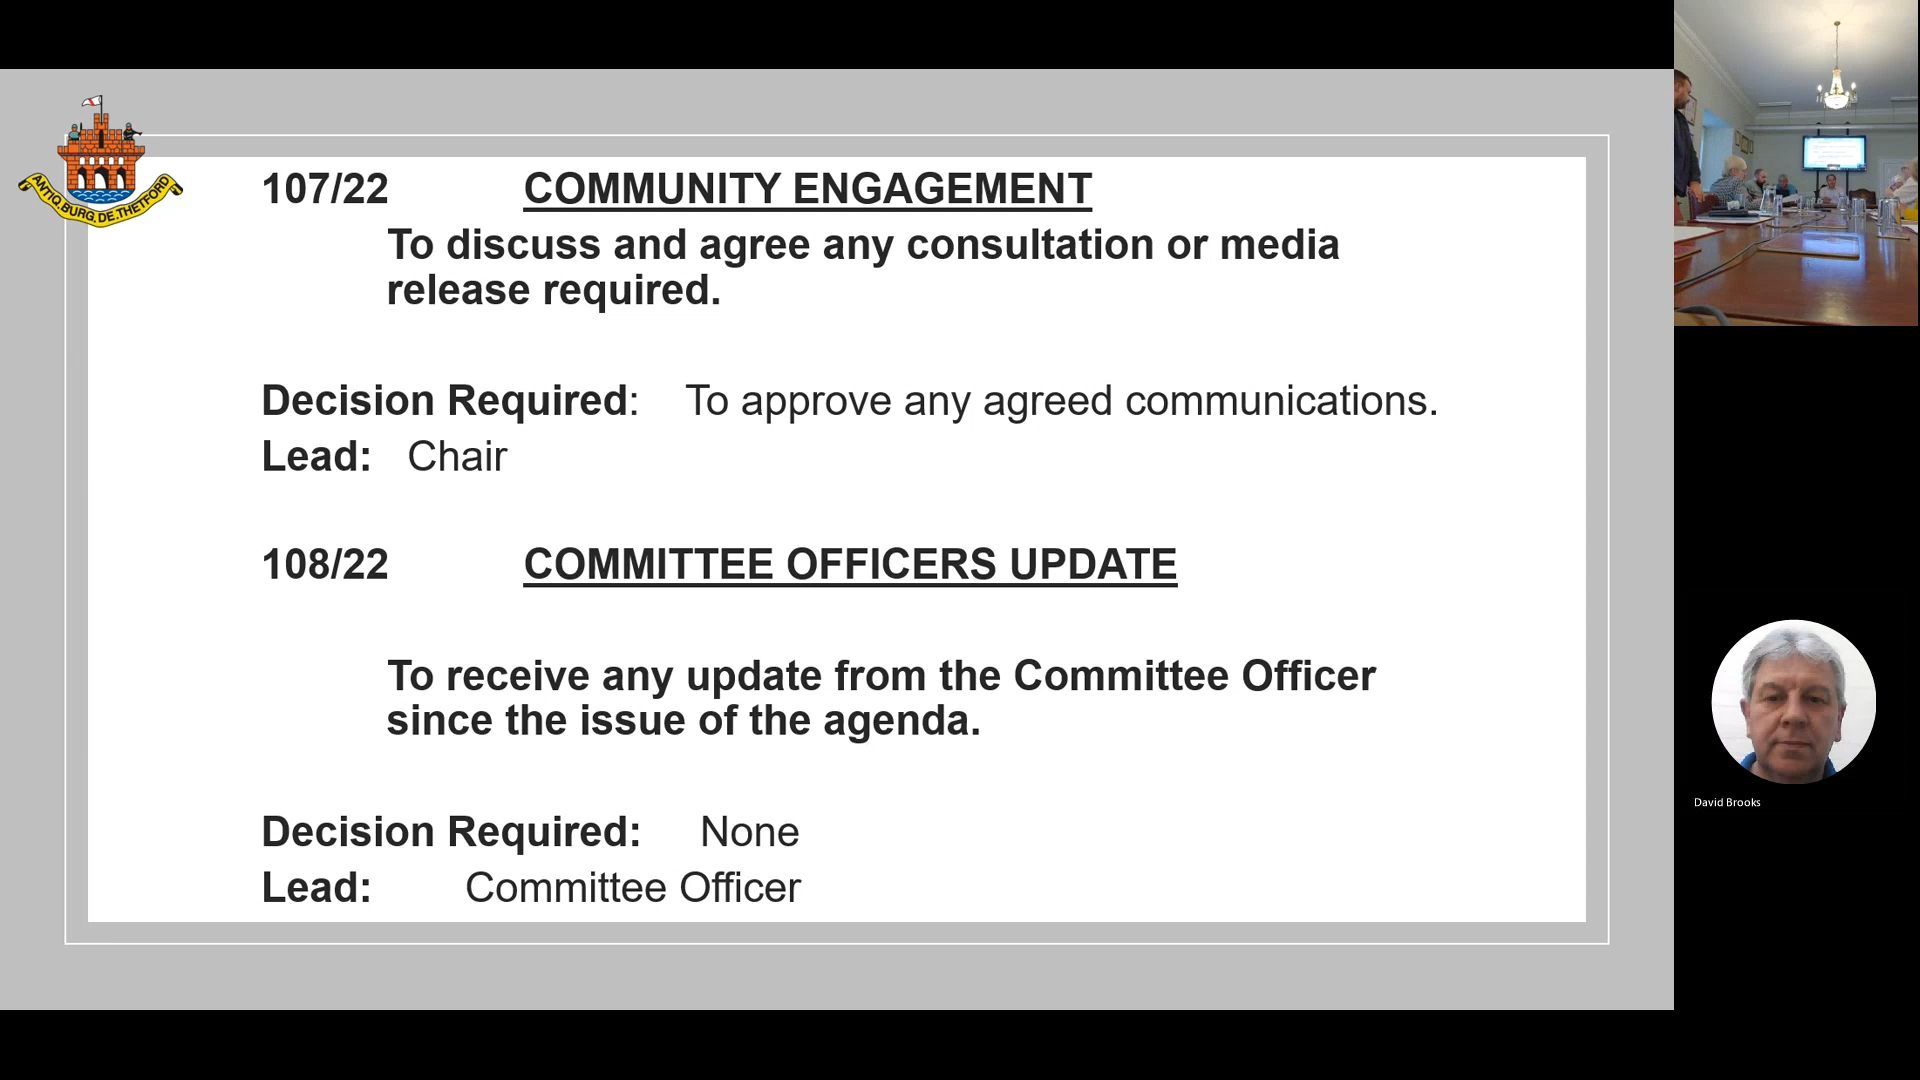 ANTIQ. BURG. DE. THETFORD
107/22 COMMUNITY ENGAGEMENT
To discuss and agree any consultation or media
release required.
Decision Required: To approve any agreed communications.
Lead: Chair
108/22 COMMITTEE OFFICERS UPDATE
To receive any update from the Committee Officer
since the issue of the agenda.
Decision Required: None
Lead: Committee Officer
David Brooks